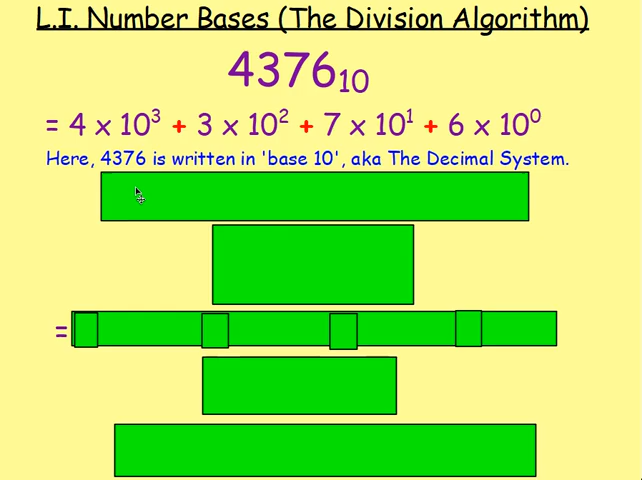 L.I. Number Bases (The Division Algorithm)
4376₁₀
= 4 x 10³ + 3 x 10² + 7 x 10¹ + 6 x 10⁰
Here, 4376 is written in 'base 10', aka The Decimal System.
=